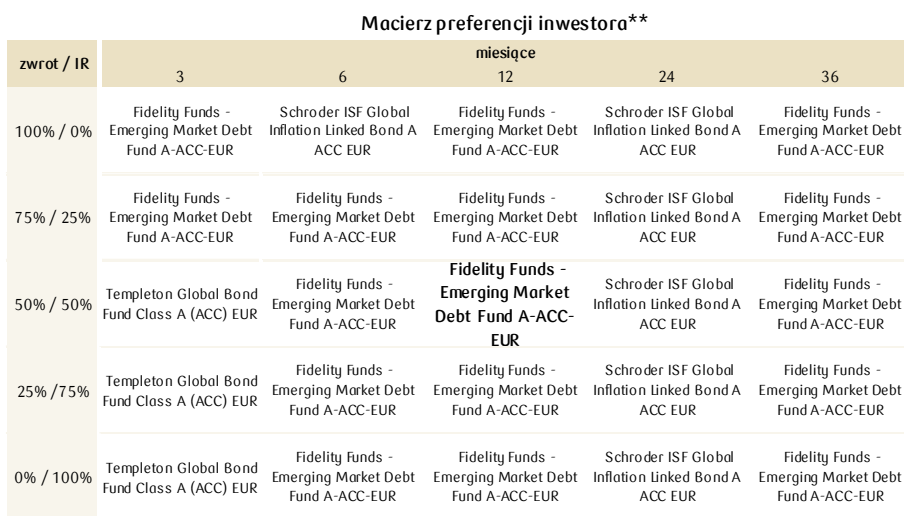 Macierz preferencji inwestora**
zwrot / IR
miesiące
3 6 12 24 36
100% / 0%
Fidelity Funds -
Emerging Market Debt
Fund A-ACC-EUR
Schroder ISF Global
Inflation Linked Bond A
ACC EUR
Fidelity Funds -
Emerging Market Debt
Fund A-ACC-EUR
Schroder ISF Global
Inflation Linked Bond A
ACC EUR
Fidelity Funds -
Emerging Market Debt
Fund A-ACC-EUR
75% / 25%
Fidelity Funds -
Emerging Market Debt
Fund A-ACC-EUR
Fidelity Funds -
Emerging Market Debt
Fund A-ACC-EUR
Fidelity Funds -
Emerging Market Debt
Fund A-ACC-EUR
Schroder ISF Global
Inflation Linked Bond A
ACC EUR
Fidelity Funds -
Emerging Market Debt
Fund A-ACC-EUR
50% / 50%
Templeton Global Bond
Fund Class A (ACC) EUR
Fidelity Funds -
Emerging Market Debt
Fund A-ACC-EUR
Fidelity Funds -
Emerging Market
Debt Fund A-ACC-
EUR
Schroder ISF Global
Inflation Linked Bond A
ACC EUR
Fidelity Funds -
Emerging Market Debt
Fund A-ACC-EUR
25% /75%
Templeton Global Bond
Fund Class A (ACC) EUR
Fidelity Funds -
Emerging Market Debt
Fund A-ACC-EUR
Fidelity Funds -
Emerging Market Debt
Fund A-ACC-EUR
Schroder ISF Global
Inflation Linked Bond A
ACC EUR
Fidelity Funds -
Emerging Market Debt
Fund A-ACC-EUR
0% / 100%
Templeton Global Bond
Fund Class A (ACC) EUR
Fidelity Funds -
Emerging Market Debt
Fund A-ACC-EUR
Fidelity Funds -
Emerging Market Debt
Fund A-ACC-EUR
Schroder ISF Global
Inflation Linked Bond A
ACC EUR
Fidelity Funds -
Emerging Market Debt
Fund A-ACC-EUR